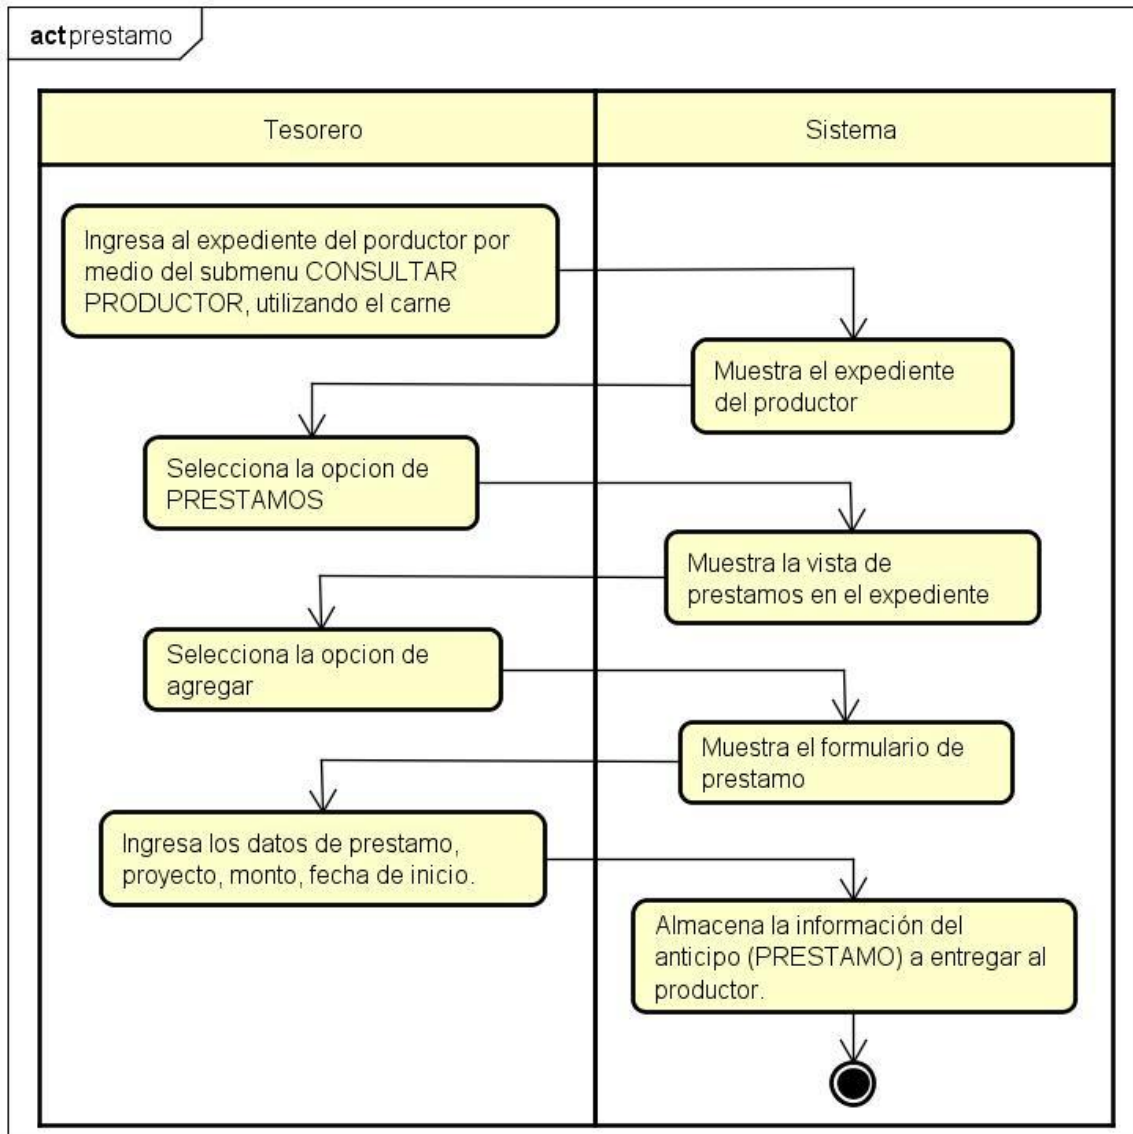 actprestamo
Tesorero
Sistema
Ingresa al expediente del porductor por
medio del submenu CONSULTAR
PRODUCTOR, utilizando el carne
Muestra el expediente
del productor
Selecciona la opcion de
PRESTAMOS
Muestra la vista de
prestamos en el expediente
Selecciona la opcion de
agregar
Muestra el formulario de
prestamo
Ingresa los datos de prestamo,
proyecto, monto, fecha de inicio.
Almacena la información del
anticipo (PRESTAMO) a entregar al
productor.